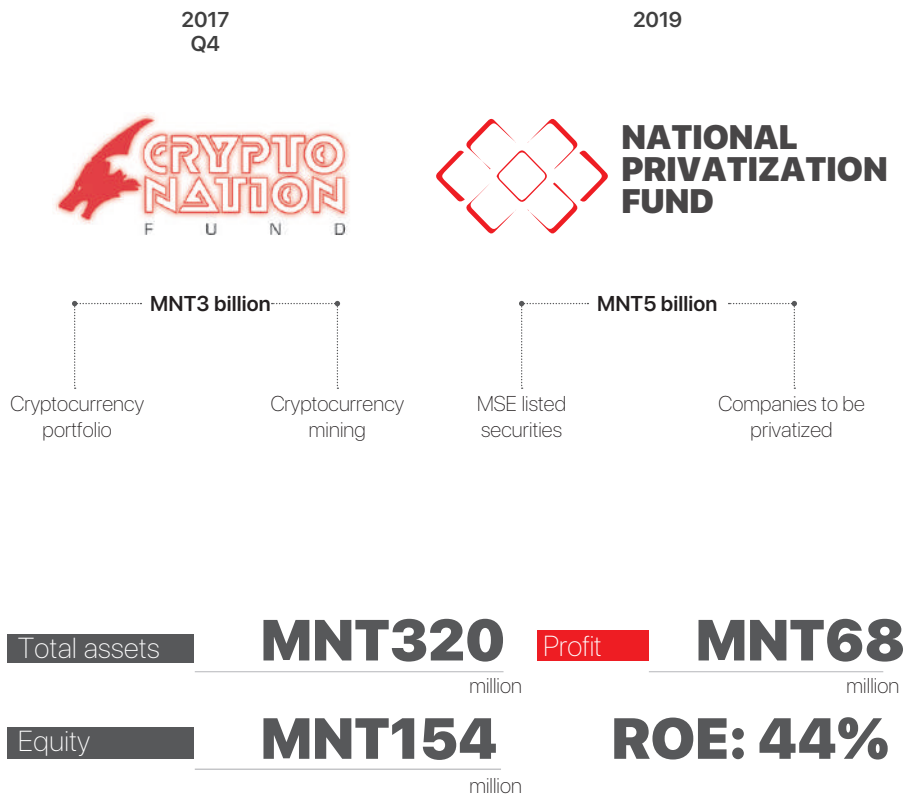 2017
Q4
2019
CRYPTO
NATION
FUND
NATIONAL
PRIVATIZATION
FUND
MNT3 billion
MNT5 billion
Cryptocurrency
portfolio
Cryptocurrency
mining
MSE listed
securities
Companies to be
privatized
Total assets
MNT320
million
Profit
MNT68
million
Equity
MNT154
million
ROE: 44%